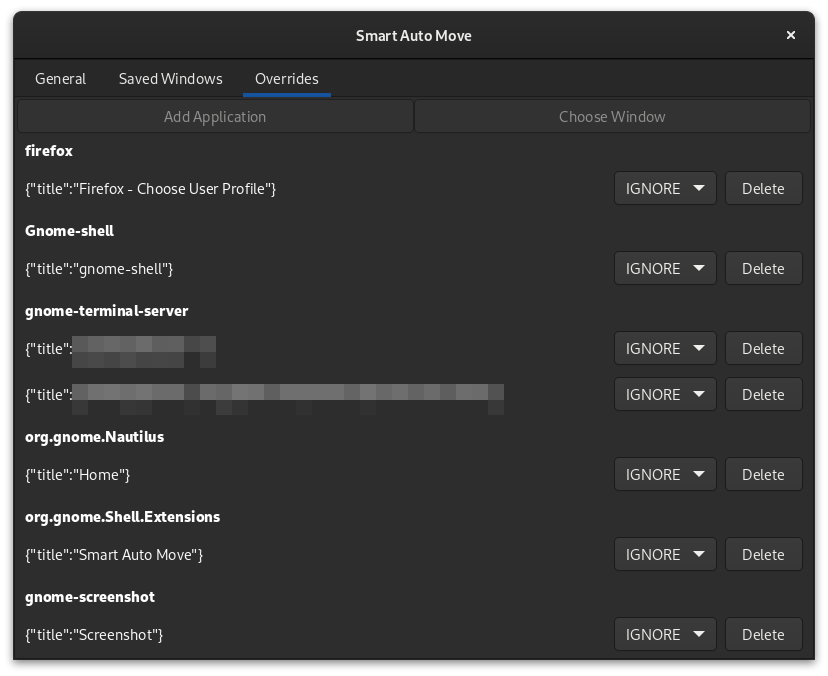 Smart Auto Move ×
General Saved Windows Overrides
Add Application Choose Window
firefox
{"title":"Firefox - Choose User Profile"} IGNORE Delete
Gnome-shell
{"title":"gnome-shell"} IGNORE Delete
gnome-terminal-server
{"title": IGNORE Delete
{"title": IGNORE Delete
org.gnome.Nautilus
{"title":"Home"} IGNORE Delete
org.gnome.Shell.Extensions
{"title":"Smart Auto Move"} IGNORE Delete
gnome-screenshot
{"title":"Screenshot"} IGNORE Delete